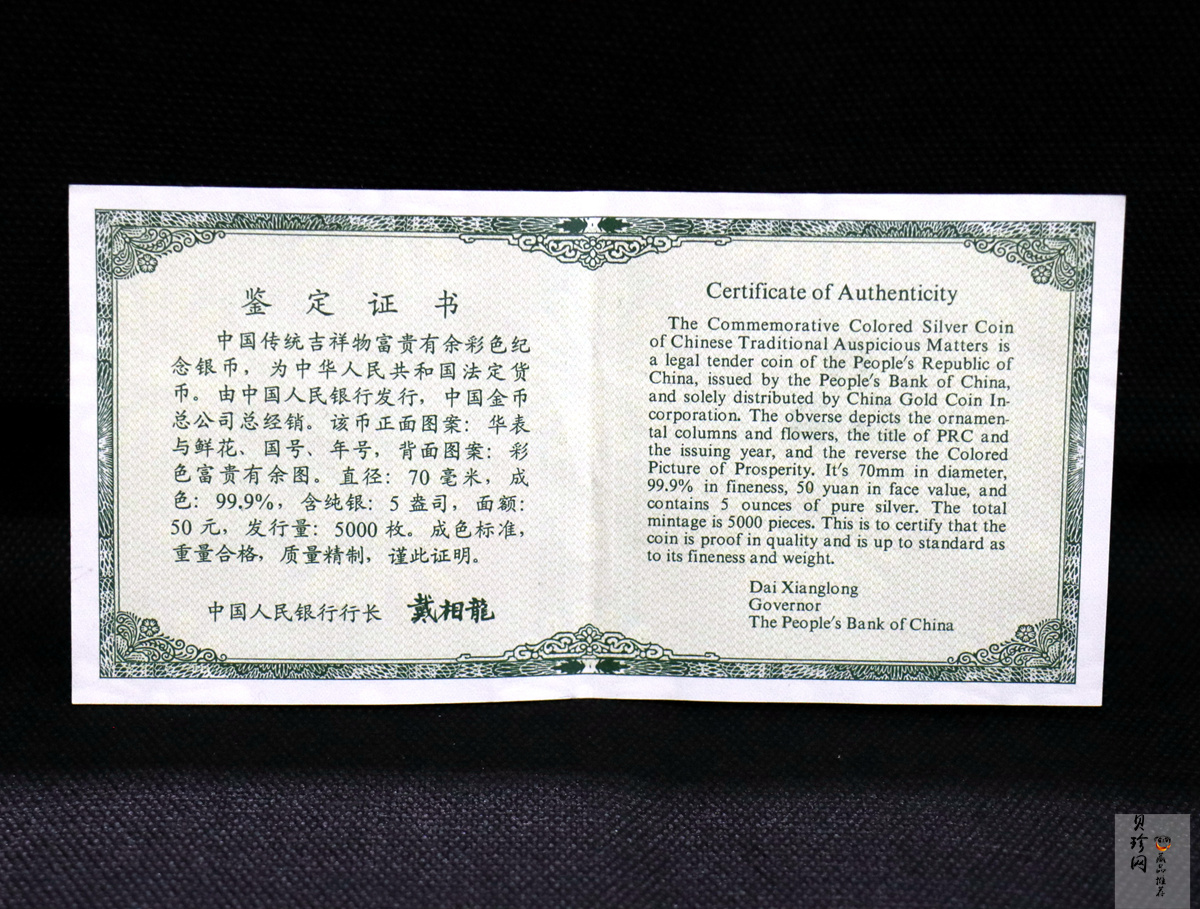 鉴定证书
中国传统吉祥物富贵有余彩色纪
念银币，为中华人民共和国法定货
币。由中国人民银行发行，中国金币
总公司总经销。该币正面图案：华表
与鲜花、国号、年号，背面图案：彩
色富贵有余图。直径：70毫米，成
色：99.9%，含纯银：5盎司，面额：
50元，发行量：5000枚。成色标准，
重量合格，质量精制，谨此证明。
中国人民银行行长 戴相龍
Certificate of Authenticity
The Commemorative Colored Silver Coin
of Chinese Traditional Auspicious Matters is
a legal tender coin of the People's Republic of
China, issued by the People's Bank of China,
and solely distributed by China Gold Coin In-
corporation. The obverse depicts the ornamen-
tal columns and flowers, the title of PRC and
the issuing year, and the reverse the Colored
Picture of Prosperity. It's 70mm in diameter,
99.9% in fineness, 50 yuan in face value, and
contains 5 ounces of pure silver. The total
mintage is 5000 pieces. This is to certify that the
coin is proof in quality and is up to standard as
to its fineness and weight.
Dai Xianglong
Governor
The People's Bank of China
贝珍网
藏品推荐